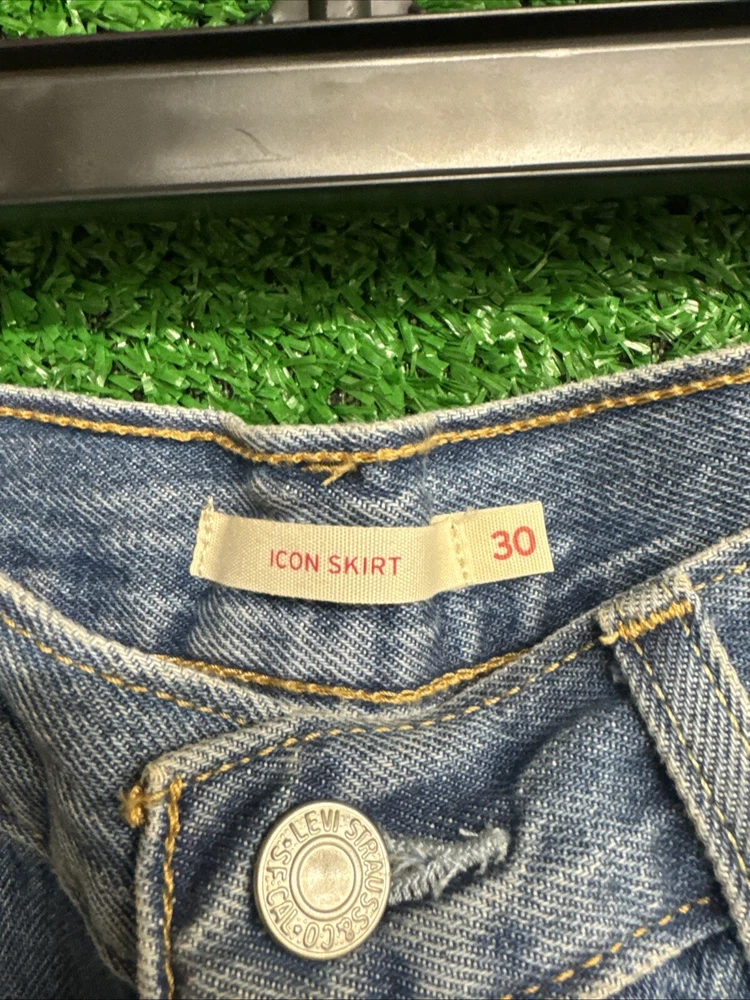 ICON SKIRT 30
LEVI STRAUSS & CO. S.F. CAL.